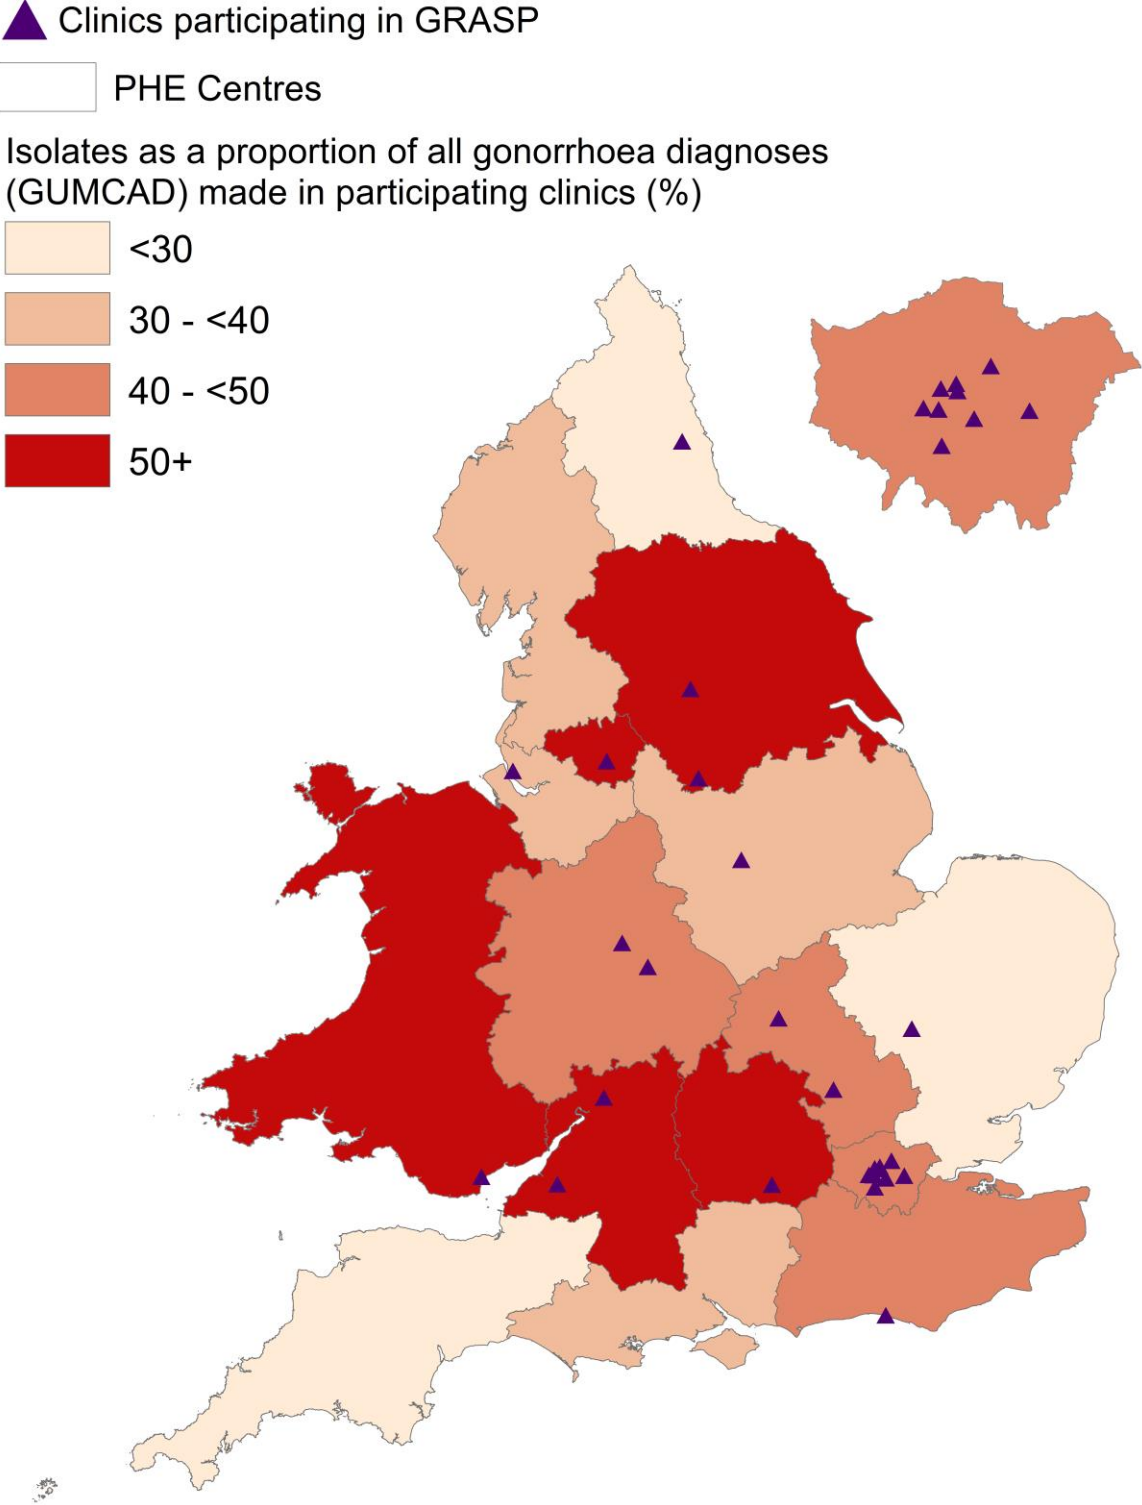 Clinics participating in GRASP
PHE Centres
Isolates as a proportion of all gonorrhoea diagnoses
(GUMCAD) made in participating clinics (%)
<30
30 - <40
40 - <50
50+